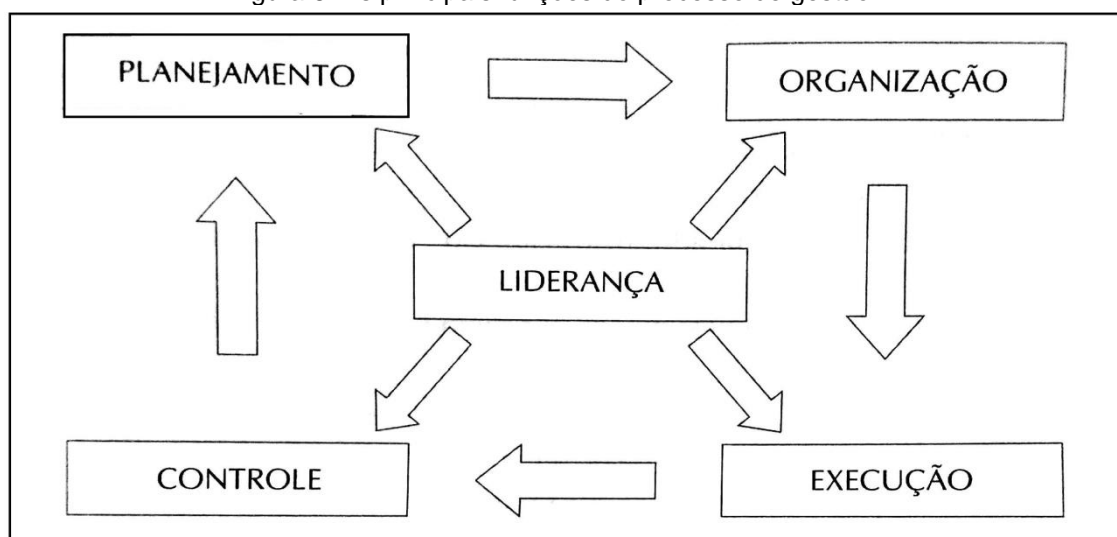 PLANEJAMENTO
ORGANIZAÇÃO
LIDERANÇA
CONTROLE
EXECUÇÃO